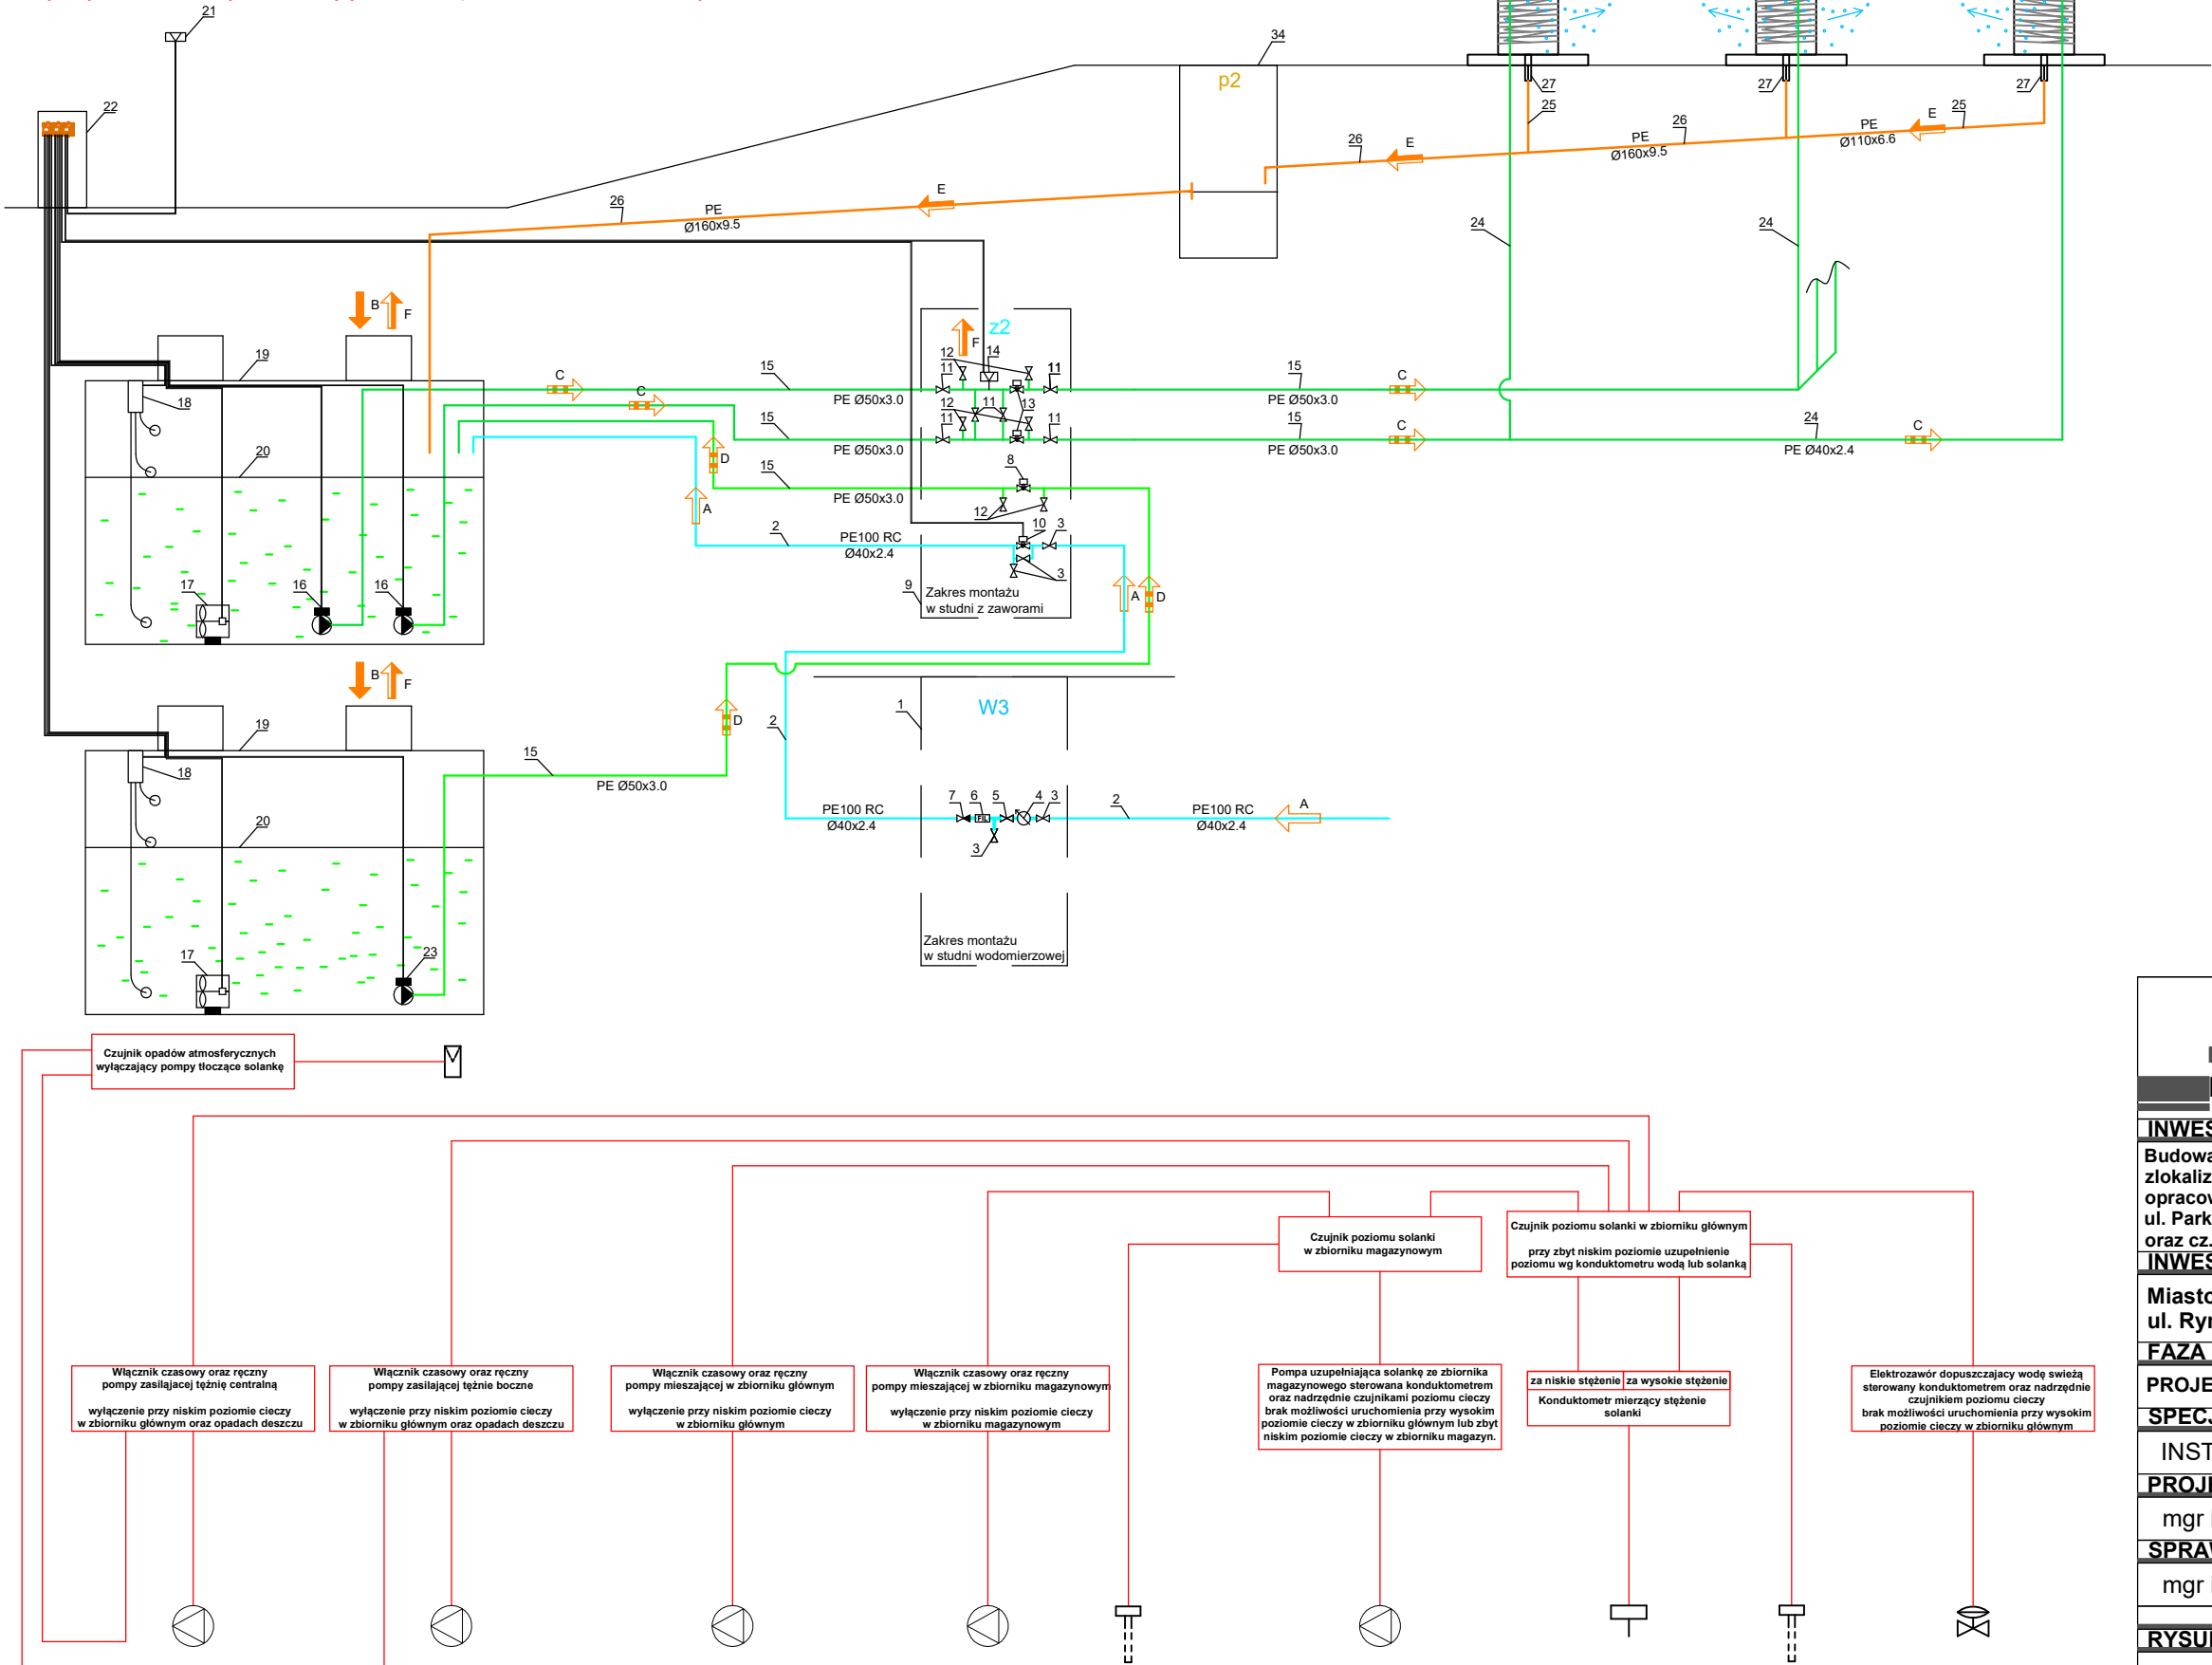 21
34
22
p2
27
27
27
25
25
26
26
E
E
PE
Ø160x9.5
PE
Ø110x6.6
26
PE
Ø160x9.5
E
24
24
B
F
z2
F
12
14
11
11
19
18
C
C
15
PE Ø50x3.0
15
PE Ø50x3.0
C
12
11
13
11
11
15
PE Ø50x3.0
15
PE Ø50x3.0
C
24
PE Ø40x2.4
C
20
D
15
PE Ø50x3.0
8
12
A
2
PE100 RC
Ø40x2.4
10
3
3
17
16
16
9
Zakres montażu
w studni z zaworami
A
D
B
F
1
W3
19
18
D
2
15
PE Ø50x3.0
20
PE100 RC
Ø40x2.4
7
6
5
4
3
FIL
3
2
PE100 RC
Ø40x2.4
A
17
23
Zakres montażu
w studni wodomierzowej
Czujnik opadów atmosferycznych
wyłączający pompy tłoczące solankę
Czujnik poziomu solanki
w zbiorniku magazynowym
Czujnik poziomu solanki w zbiorniku głównym
przy zbyt niskim poziomie uzupełnienie
poziomu wg konduktometru wodą lub solanką
Włącznik czasowy oraz ręczny
pompy zasilającej tężnię centralną
wyłączenie przy niskim poziomie cieczy
w zbiorniku głównym oraz opadach deszczu
Włącznik czasowy oraz ręczny
pompy zasilającej tężnie boczne
wyłączenie przy niskim poziomie cieczy
w zbiorniku głównym oraz opadach deszczu
Włącznik czasowy oraz ręczny
pompy mieszającej w zbiorniku głównym
wyłączenie przy niskim poziomie cieczy
w zbiorniku głównym
Włącznik czasowy oraz ręczny
pompy mieszającej w zbiorniku magazynowym
wyłączenie przy niskim poziomie cieczy
w zbiorniku magazynowym
Pompa uzupełniająca solankę ze zbiornika
magazynowego sterowana konduktometrem
oraz nadrzędnie czujnikami poziomu cieczy
brak możliwości uruchomienia przy wysokim
poziomie cieczy w zbiorniku głównym lub zbyt
niskim poziomie cieczy w zbiorniku magazyn.
za niskie stężenie
za wysokie stężenie
Konduktometr mierzący stężenie
solanki
Elektrozawór dopuszczajacy wodę swieżą
sterowany konduktometrem oraz nadrzędnie
czujnikiem poziomu cieczy
brak możliwości uruchomienia przy wysokim
poziomie cieczy w zbiorniku głównym
INWES
Budowa
zlokaliz
opracow
ul. Park
oraz cz.
INWES
Miasto
ul. Ryn
FAZA
PROJE
SPECJ
INST
PROJE
mgr i
SPRAW
mgr i
RYSUN